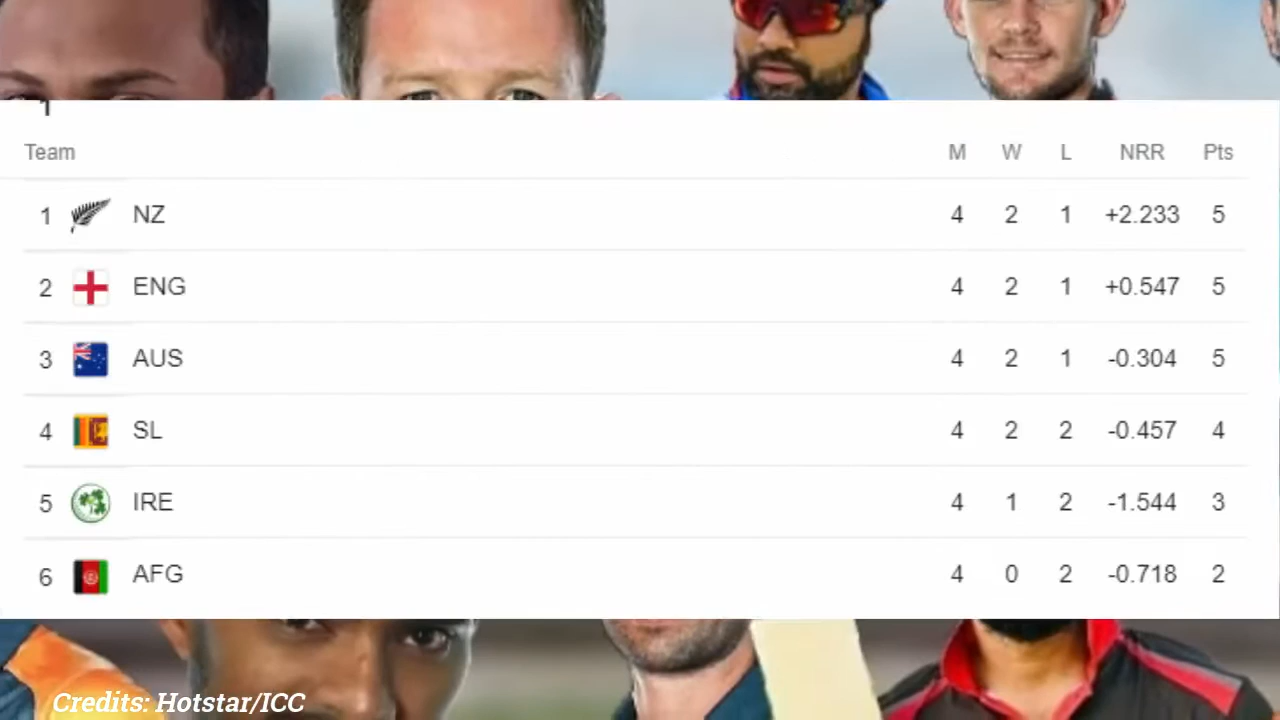 Team M W L NRR Pts
1 NZ 4 2 1 +2.233 5
2 ENG 4 2 1 +0.547 5
3 AUS 4 2 1 -0.304 5
4 SL 4 2 2 -0.457 4
5 IRE 4 1 2 -1.544 3
6 AFG 4 0 2 -0.718 2
Credits: Hotstar/ICC